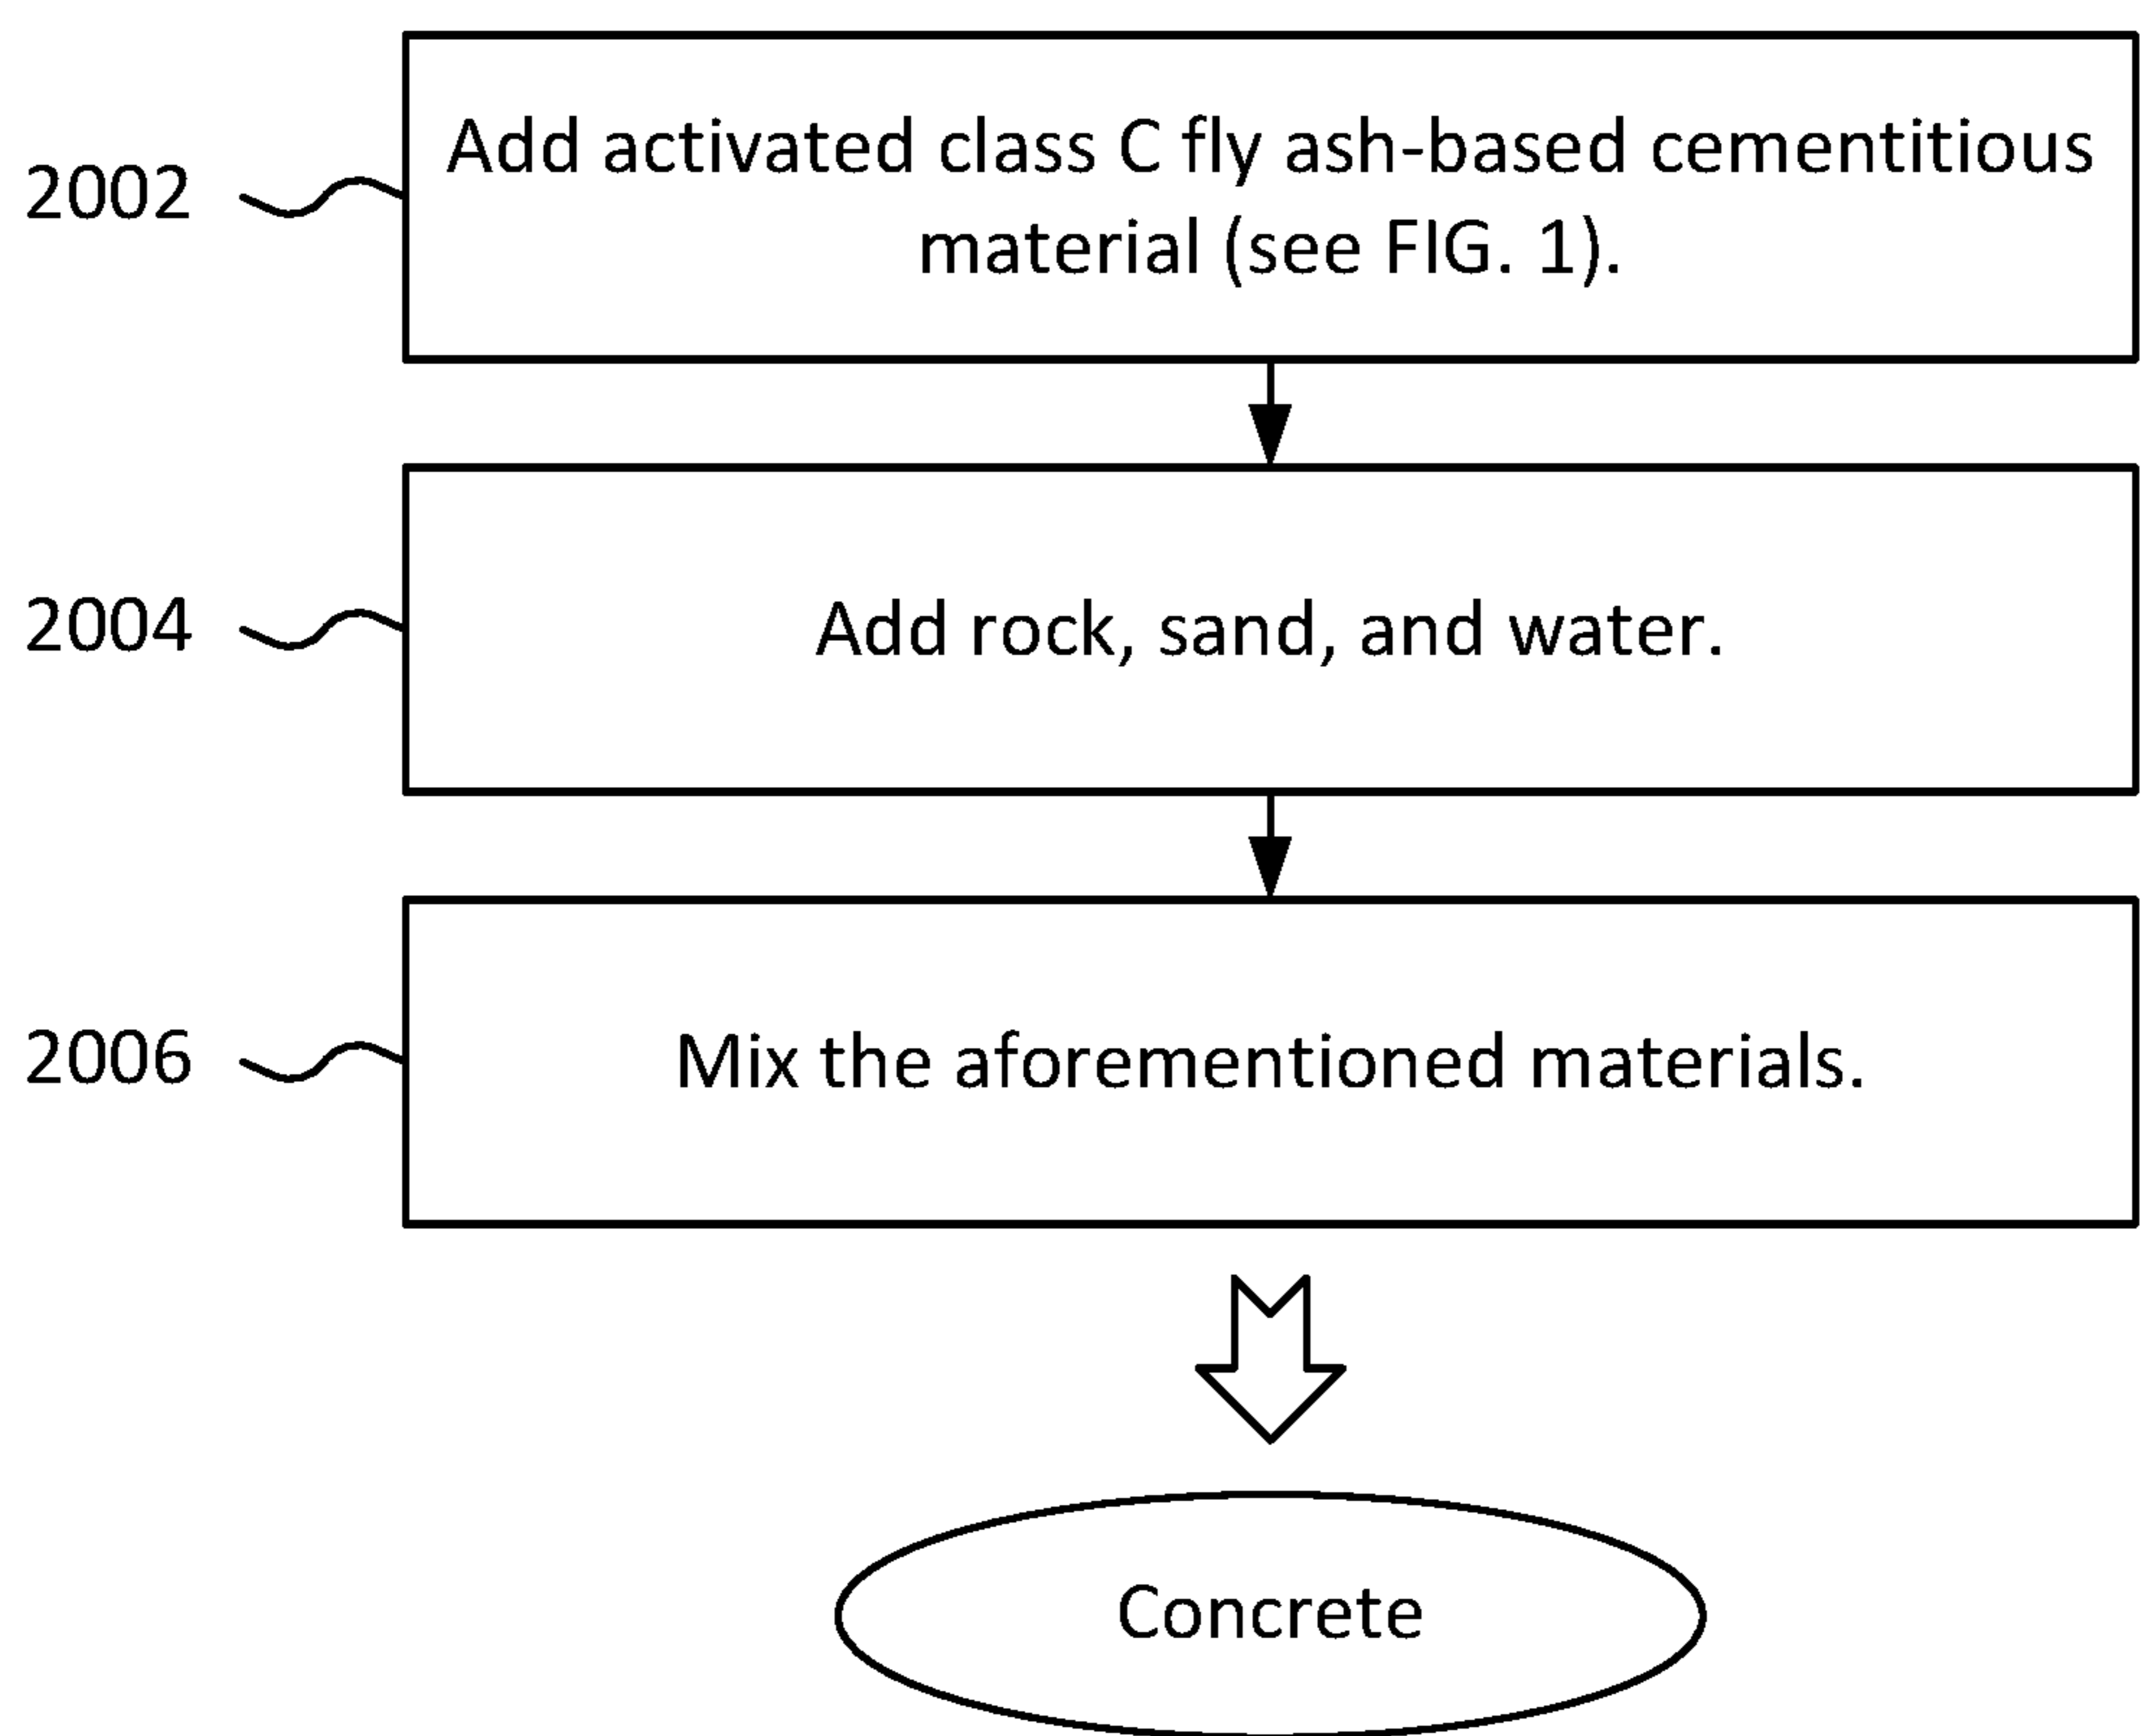 2002
Add activated class C fly ash-based cementitious
material (see FIG. 1).
2004
Add rock, sand, and water.
2006
Mix the aforementioned materials.
Concrete